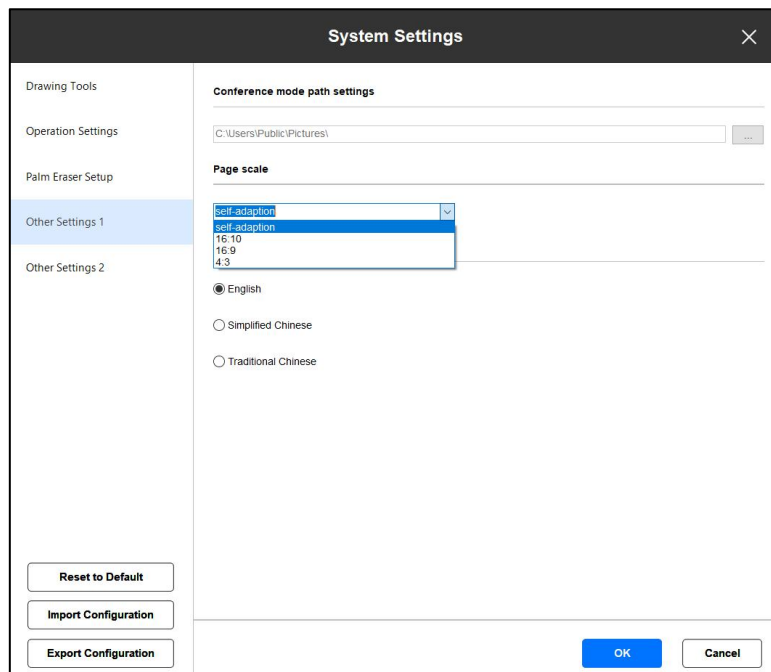 System Settings
Drawing Tools
Operation Settings
Palm Eraser Setup
Other Settings 1
Other Settings 2
Reset to Default
Import Configuration
Export Configuration
Conference mode path settings
C:\Users\Public\Pictures\
...
Page scale
self-adaption
self-adaption
16:10
16:9
4:3
English
Simplified Chinese
Traditional Chinese
OK
Cancel